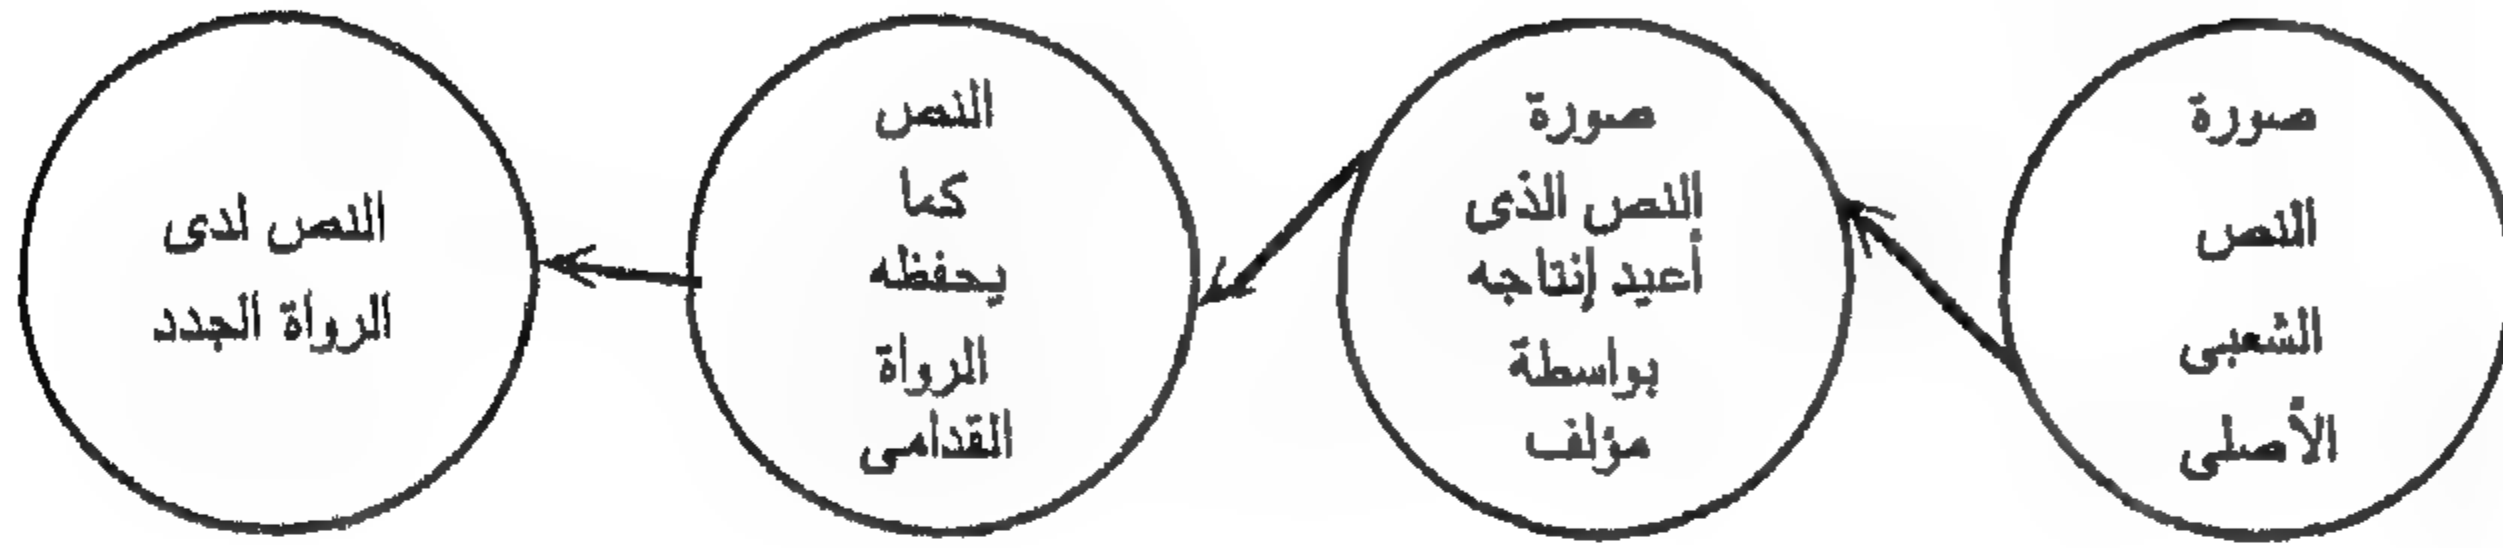 صورة
النص
الشعبى
الأصلى
صورة
النص الذى
أعيد إنتاجه
بواسطة
مؤلف
النص
كما
يحفظه
الرواة
القدامى
النص لدى
الرواة الجدد